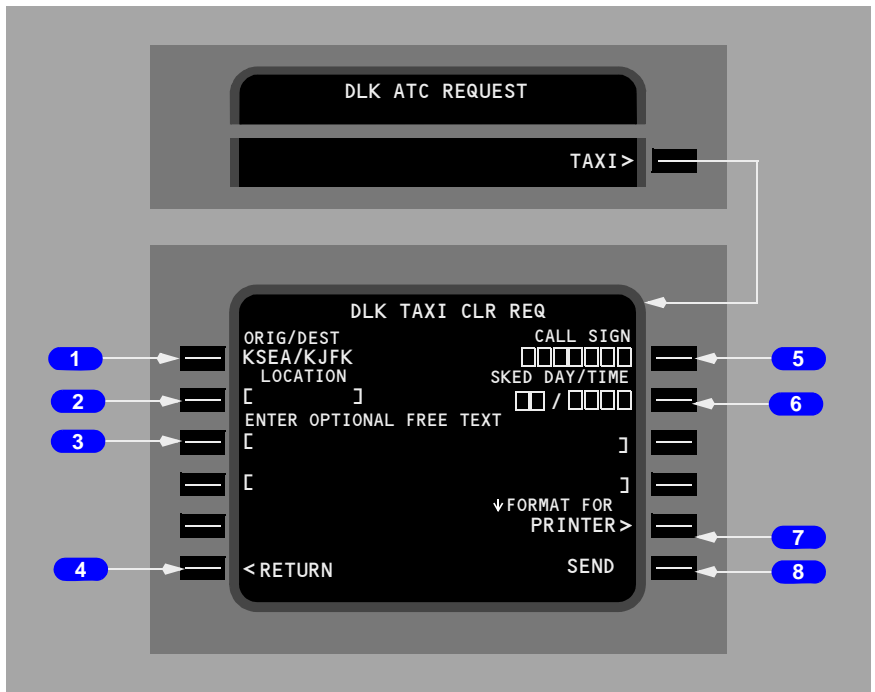 DLK ATC REQUEST
TAXI>
DLK TAXI CLR REQ
ORIG/DEST CALL SIGN
1 KSEA/KJFK ▯▯▯▯▯▯▯ 5
LOCATION SKED DAY/TIME
2 [ ] ▯▯/▯▯▯▯ 6
ENTER OPTIONAL FREE TEXT
3 [ ]
[ ]
↓FORMAT FOR
PRINTER> 7
4 <RETURN SEND 8